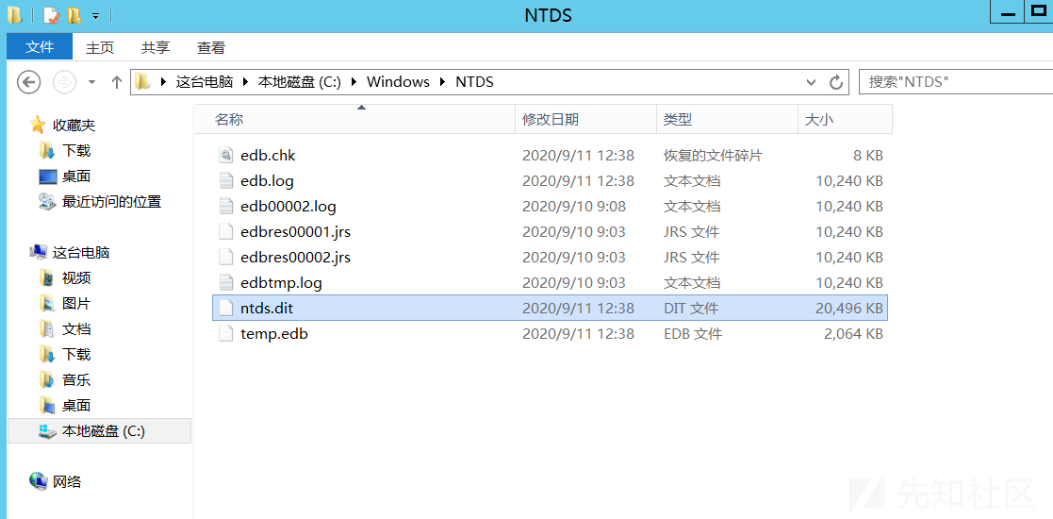 NTDS
文件 主页 共享 查看
这台电脑 本地磁盘 (C:) Windows NTDS 搜索"NTDS"
名称 修改日期 类型 大小
收藏夹
下载
桌面
最近访问的位置
这台电脑
视频
图片
文档
下载
音乐
桌面
本地磁盘 (C:)
网络
edb.chk 2020/9/11 12:38 恢复的文件碎片 8 KB
edb.log 2020/9/11 12:38 文本文档 10,240 KB
edb00002.log 2020/9/10 9:08 文本文档 10,240 KB
edbres00001.jrs 2020/9/10 9:03 JRS 文件 10,240 KB
edbres00002.jrs 2020/9/10 9:03 JRS 文件 10,240 KB
edbtmp.log 2020/9/10 9:03 文本文档 10,240 KB
ntds.dit 2020/9/11 12:38 DIT 文件 20,496 KB
temp.edb 2020/9/11 12:38 EDB 文件 2,064 KB
先知社区